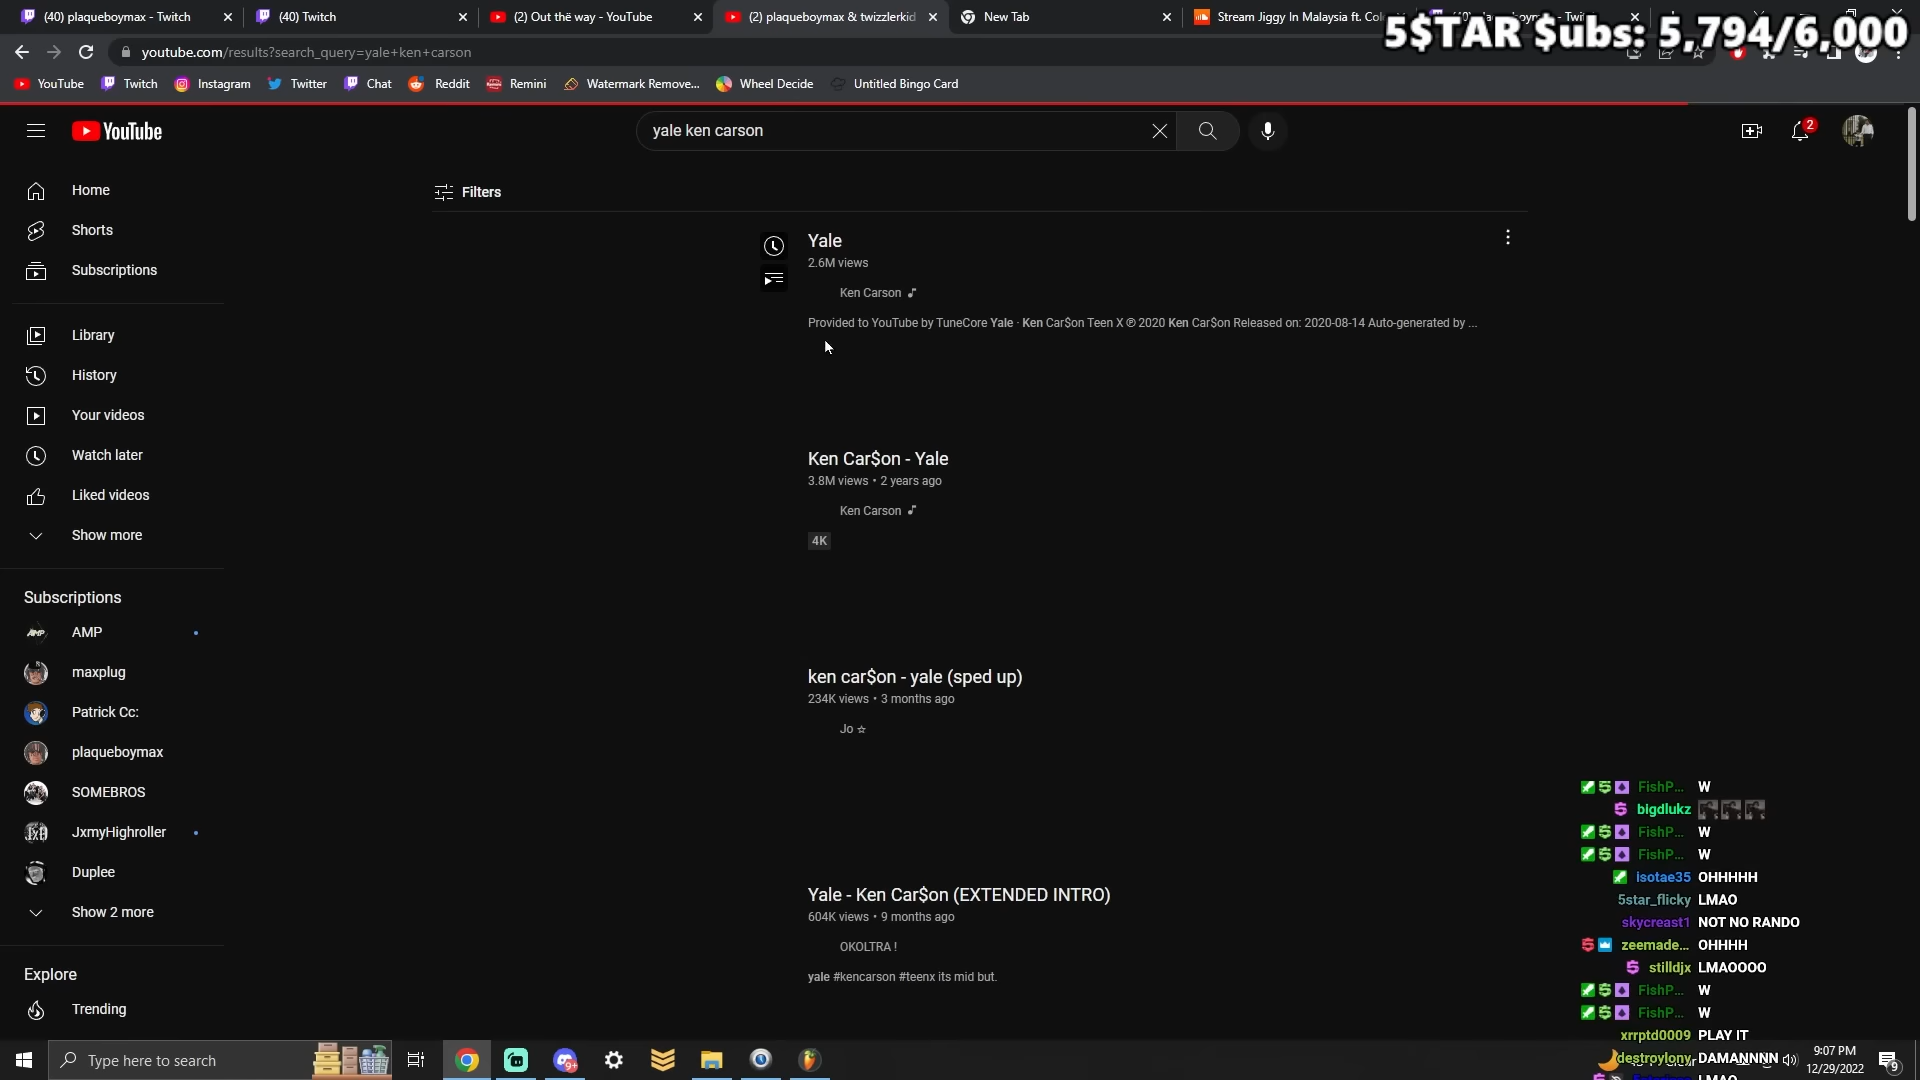 (40) plaqueboymax - Twitch
(40) Twitch
(2) Out thë way - YouTube
(2) plaqueboymax & twizzlerkid
New Tab
Stream Jiggy In Malaysia ft. Col
5$TAR $ubs: 5,794/6,000
youtube.com/results?search_query=yale+ken+carson
YouTube
Twitch
Instagram
Twitter
Chat
Reddit
Remini
Watermark Remove...
Wheel Decide
Untitled Bingo Card
YouTube
yale ken carson
2
Home
Shorts
Subscriptions
Library
History
Your videos
Watch later
Liked videos
Show more
Subscriptions
AMP
maxplug
Patrick Cc:
plaqueboymax
SOMEBROS
JxmyHighroller
Duplee
Show 2 more
Explore
Trending
Filters
Yale
2.6M views
Ken Carson
Provided to YouTube by TuneCore Yale · Ken Car$on Teen X ℗ 2020 Ken Car$on Released on: 2020-08-14 Auto-generated by ...
Ken Car$on - Yale
3.8M views • 2 years ago
Ken Carson
4K
ken car$on - yale (sped up)
234K views • 3 months ago
Jo ☆
Yale - Ken Car$on (EXTENDED INTRO)
604K views • 9 months ago
OKOLTRA !
yale #kencarson #teenx its mid but.
FishP... W
bigdlukz
FishP... W
FishP... W
isotae35 OHHHHH
5star_flicky LMAO
skycreast1 NOT NO RANDO
zeemade... OHHHH
stilldjx LMAOOOO
FishP... W
FishP... W
xrrptd0009 PLAY IT
destroylony DAMANNNN
LMAO
Type here to search
9+
9:07 PM
12/29/2022
9